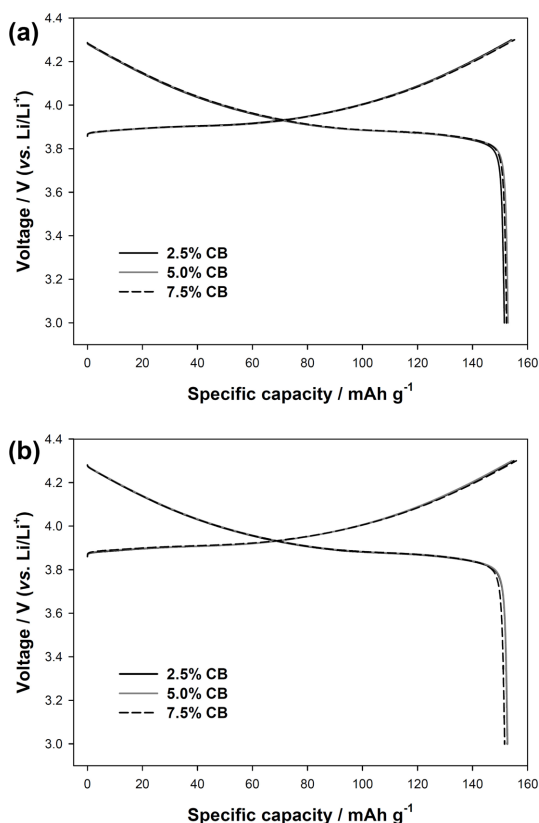 (a)
4.4
4.2
4.0
3.8
3.6
3.4
3.2
3.0
Voltage / V (vs. Li/Li⁺)
2.5% CB
5.0% CB
7.5% CB
0 20 40 60 80 100 120 140 160
Specific capacity / mAh g⁻¹
(b)
4.4
4.2
4.0
3.8
3.6
3.4
3.2
3.0
Voltage / V (vs. Li/Li⁺)
2.5% CB
5.0% CB
7.5% CB
0 20 40 60 80 100 120 140 160
Specific capacity / mAh g⁻¹